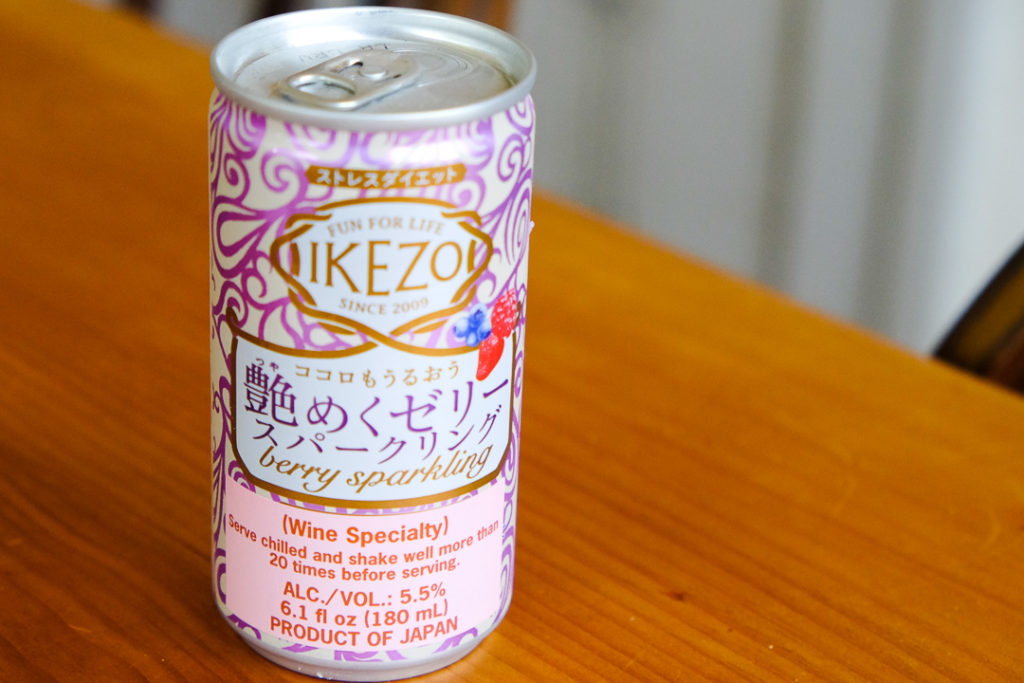 ストレスダイエット
FUN FOR LIFE
IKEZO
SINCE 2009
ココロもうるおう
つや
艶めくゼリー
スパークリング
berry sparkling
(Wine Specialty)
Serve chilled and shake well more than
20 times before serving.
ALC./VOL.: 5.5%
6.1 fl oz (180 mL)
PRODUCT OF JAPAN